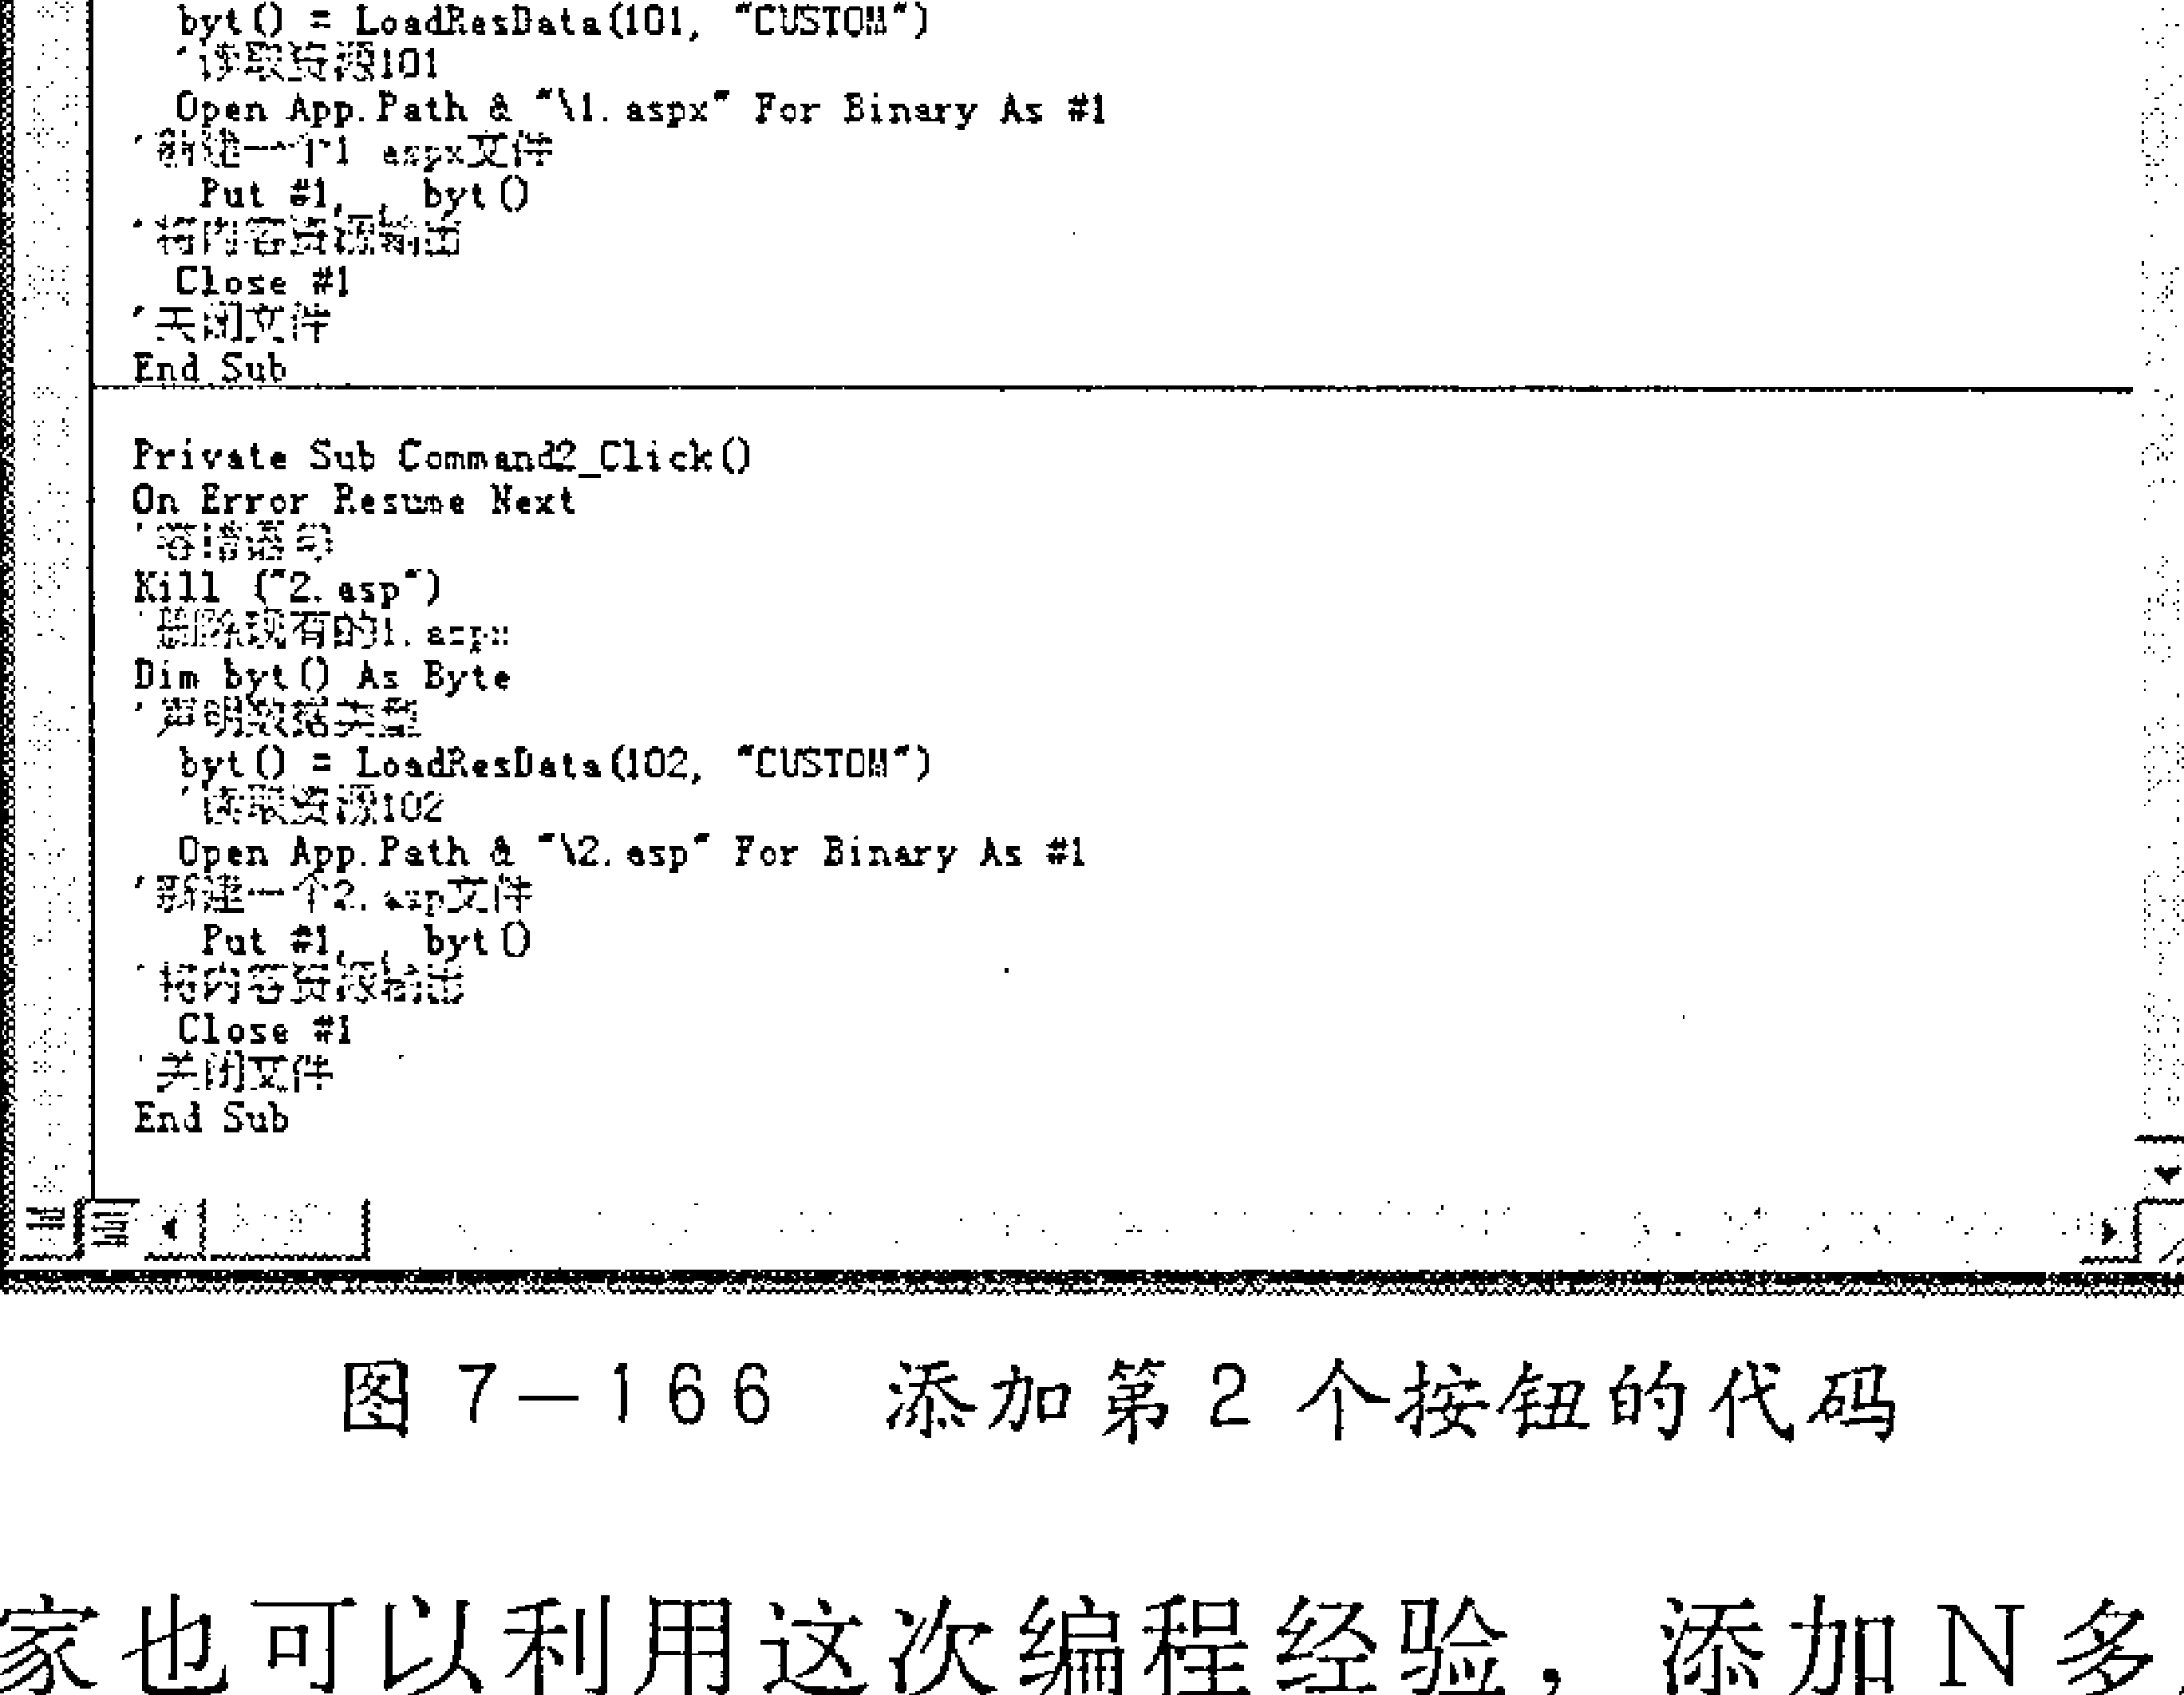 byt() = LoadResData(101, "CUSTOM")
'读取资源101
Open App.Path & "\1.aspx" For Binary As #1
'新建一个1.aspx文件
Put #1, , byt()
'将内容资源输出
Close #1
'关闭文件
End Sub
Private Sub Command2_Click()
On Error Resume Next
'容错语句
Kill ("2.asp")
'删除现有的1.aspx
Dim byt() As Byte
'声明数据类型
byt() = LoadResData(102, "CUSTOM")
'读取资源102
Open App.Path & "\2.asp" For Binary As #1
'新建一个2.asp文件
Put #1, , byt()
'将内容资源输出
Close #1
'关闭文件
End Sub
图 7-166 添加第2个按钮的代码
家也可以利用这次编程经验，添加N多